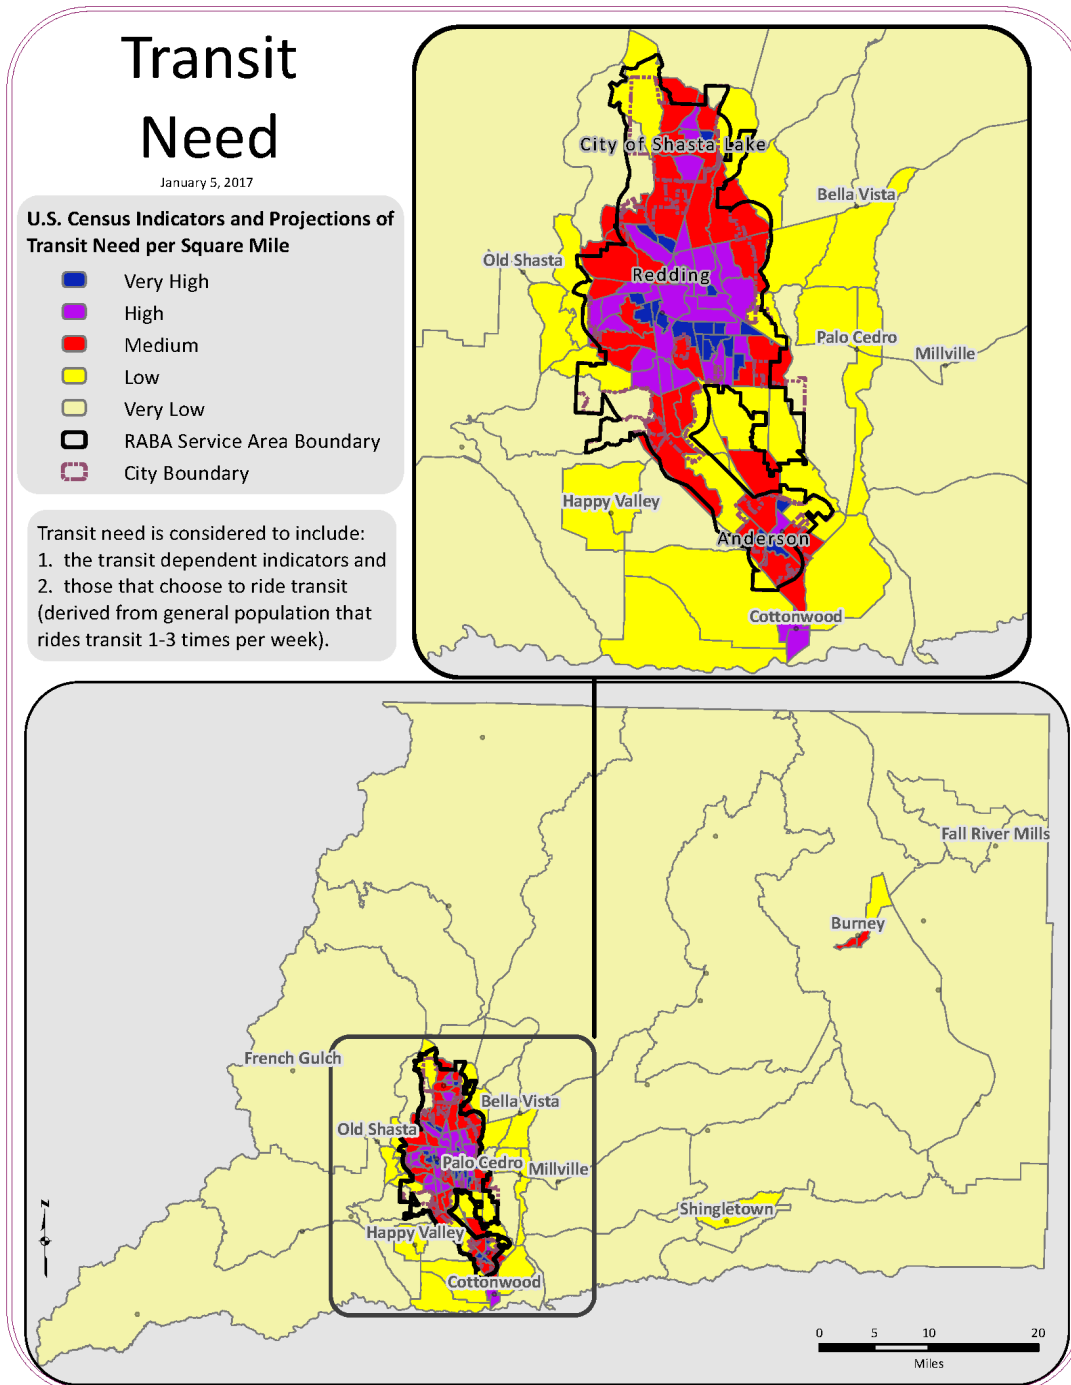 Transit
Need
January 5, 2017
U.S. Census Indicators and Projections of
Transit Need per Square Mile
Very High
High
Medium
Low
Very Low
RABA Service Area Boundary
City Boundary
Transit need is considered to include:
1. the transit dependent indicators and
2. those that choose to ride transit
(derived from general population that
rides transit 1-3 times per week).
City of Shasta Lake
Bella Vista
Old Shasta
Redding
Palo Cedro
Millville
Happy Valley
Anderson
Cottonwood
Fall River Mills
Burney
French Gulch
Bella Vista
Old Shasta
Palo Cedro
Millville
Shingletown
Happy Valley
Cottonwood
N
0 5 10 20
Miles